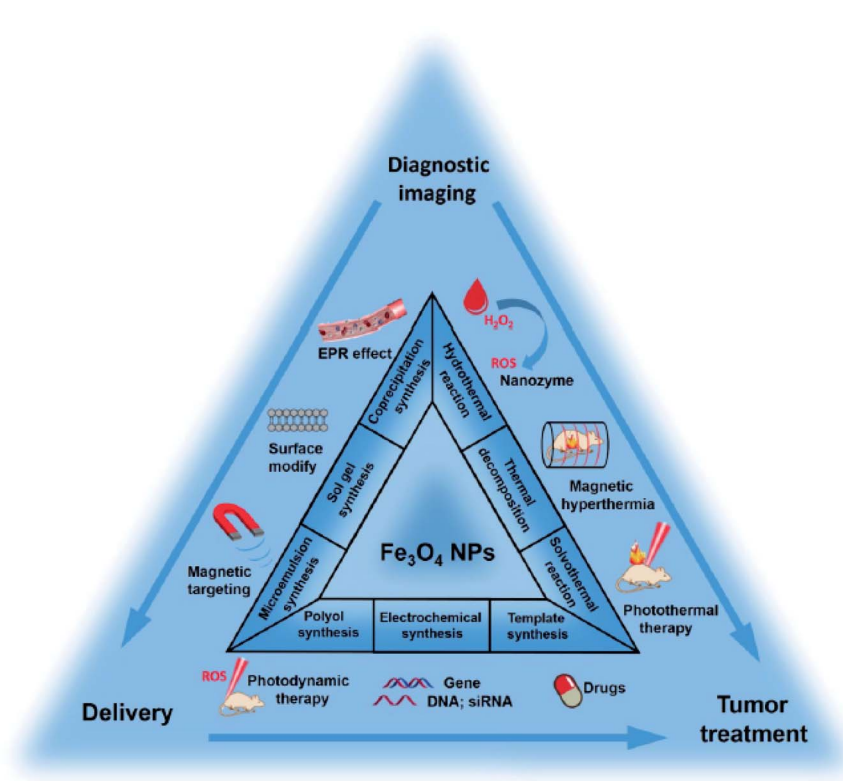 Diagnostic
imaging
EPR effect
H₂O₂
ROS
Nanozyme
Surface
modify
Magnetic
hyperthermia
Magnetic
targeting
Photothermal
therapy
Coprecipitation
synthesis
Sol gel
synthesis
Microemulsion
synthesis
Hydrothermal
reaction
Thermal
decomposition
Solvothermal
reaction
Fe₃O₄ NPs
Polyol
synthesis
Electrochemical
synthesis
Template
synthesis
ROS
Photodynamic
therapy
Gene
DNA; siRNA
Drugs
Delivery
Tumor
treatment